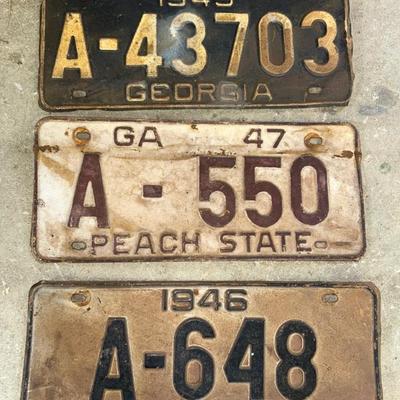 A-43703
GEORGIA
GA 47
A-550
PEACH STATE
1946
A-648